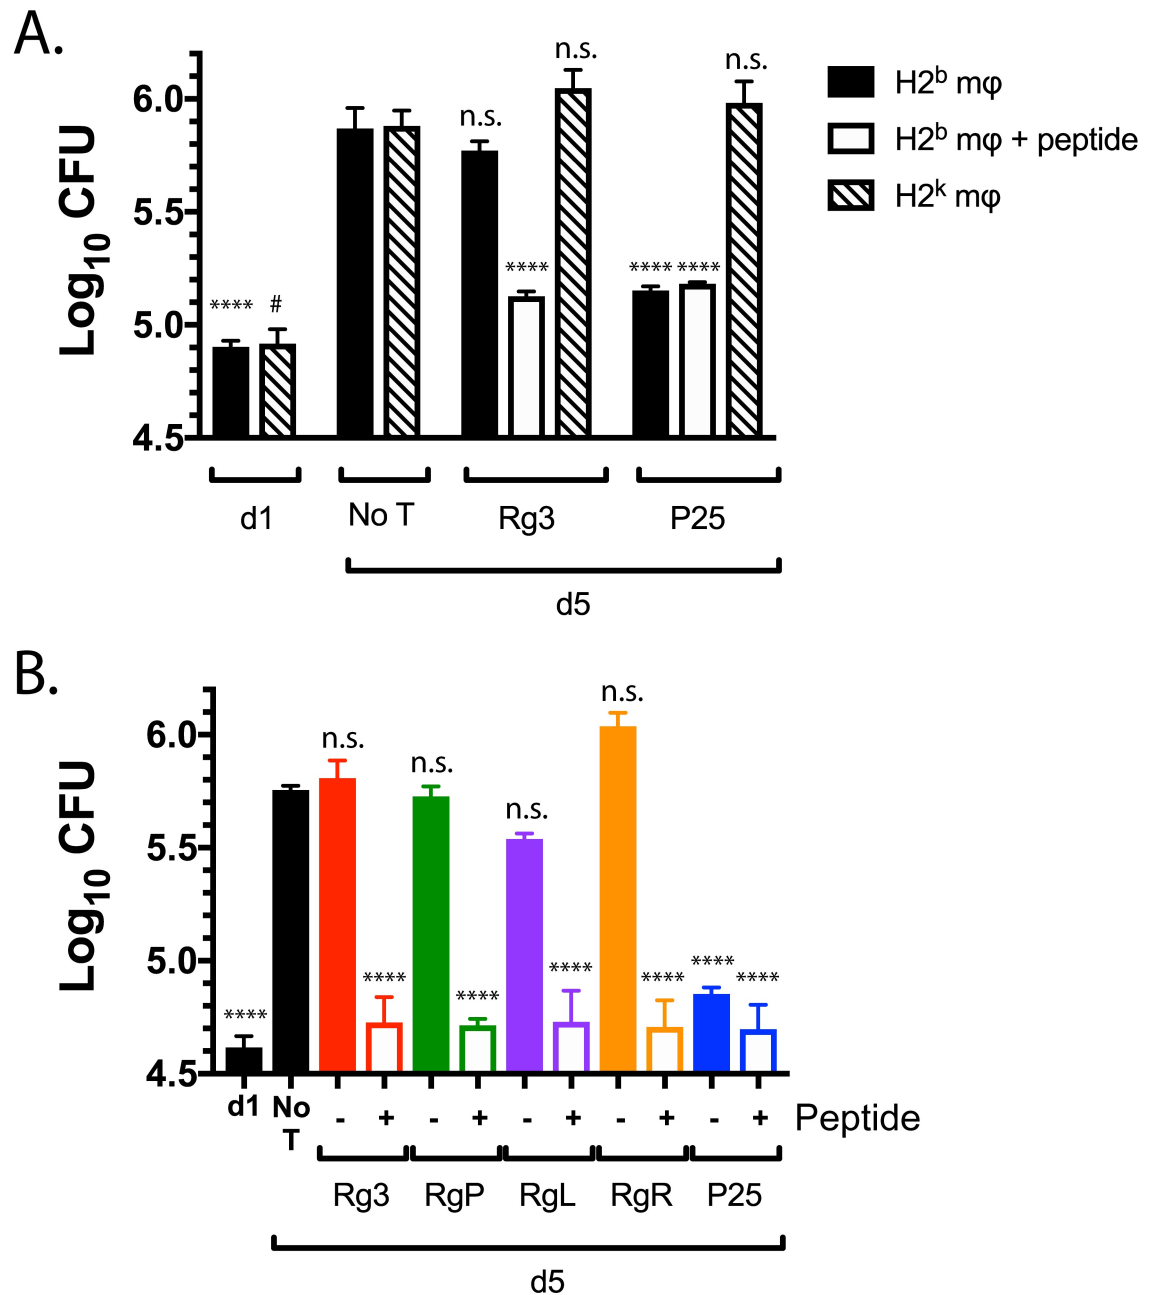 A.
n.s.
n.s.
n.s.
6.0
H2ᵇ mφ
H2ᵇ mφ + peptide
H2ᵏ mφ
5.5
Log₁₀ CFU
**** **** ****
**** #
5.0
4.5
d1 No T Rg3 P25
d5
B.
n.s.
n.s.
n.s.
n.s.
6.0
5.5
Log₁₀ CFU
5.0
**** **** **** **** **** **** ****
4.5
d1 No T - + - + - + - + - + Peptide
Rg3 RgP RgL RgR P25
d5